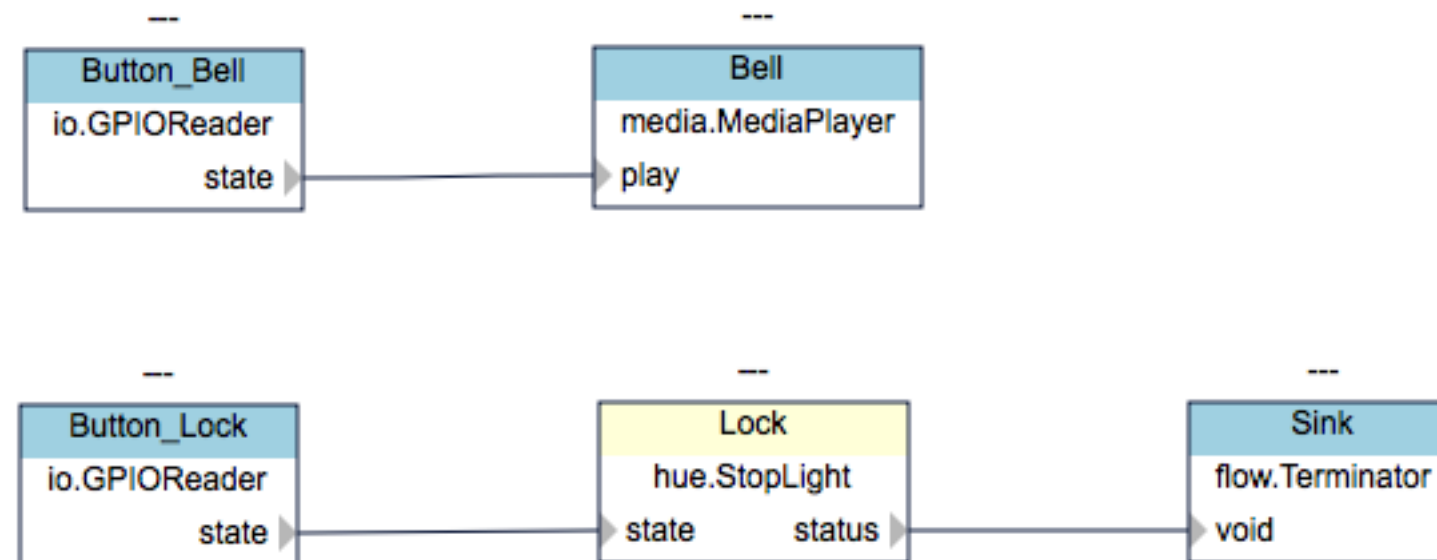 ---
Button_Bell
io.GPIOReader
state
---
Bell
media.MediaPlayer
play
---
Button_Lock
io.GPIOReader
state
---
Lock
hue.StopLight
state status
---
Sink
flow.Terminator
void